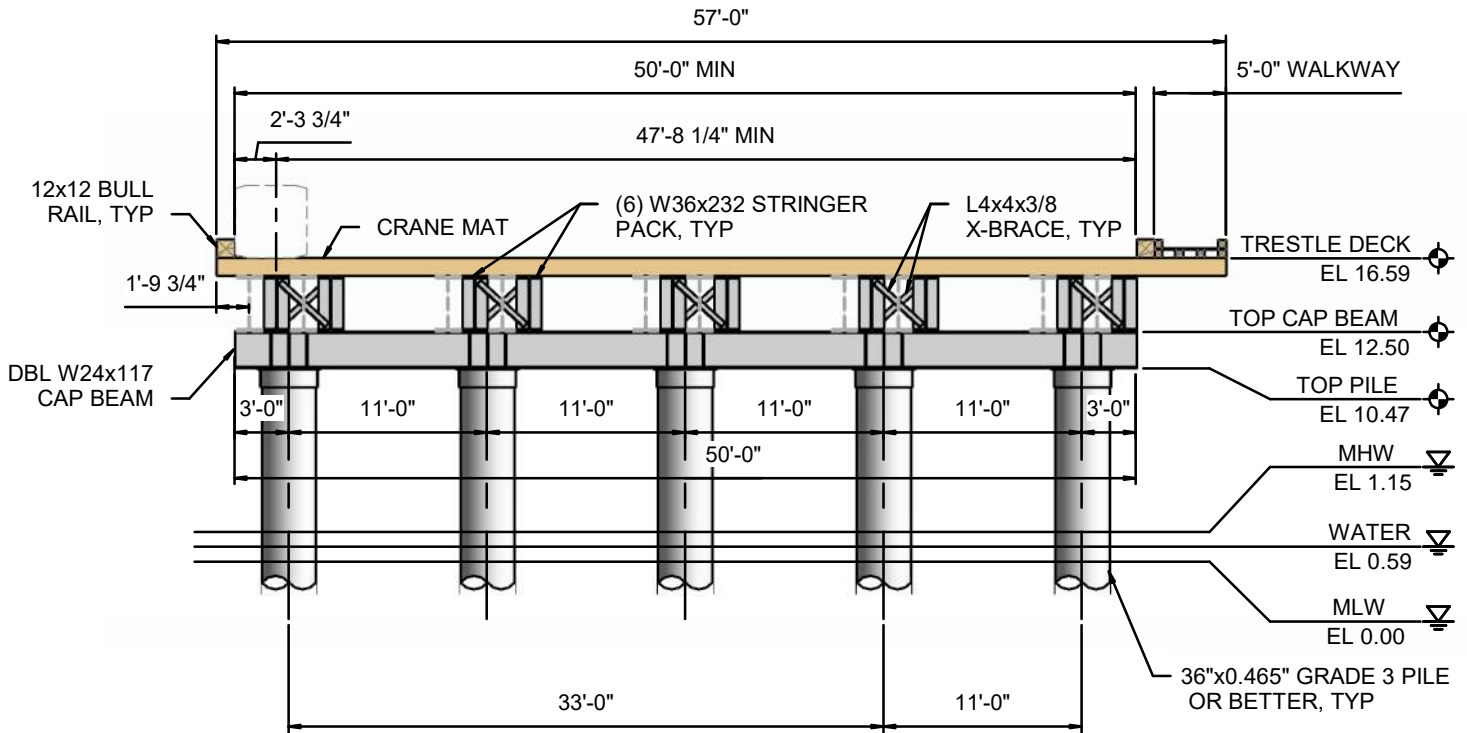 57'-0"
50'-0" MIN
5'-0" WALKWAY
2'-3 3/4"
47'-8 1/4" MIN
12x12 BULL
RAIL, TYP
CRANE MAT
(6) W36x232 STRINGER
PACK, TYP
L4x4x3/8
X-BRACE, TYP
TRESTLE DECK
EL 16.59
1'-9 3/4"
TOP CAP BEAM
EL 12.50
DBL W24x117
CAP BEAM
TOP PILE
EL 10.47
3'-0"
11'-0"
11'-0"
11'-0"
11'-0"
3'-0"
50'-0"
MHW
EL 1.15
WATER
EL 0.59
MLW
EL 0.00
36"x0.465" GRADE 3 PILE
OR BETTER, TYP
33'-0"
11'-0"